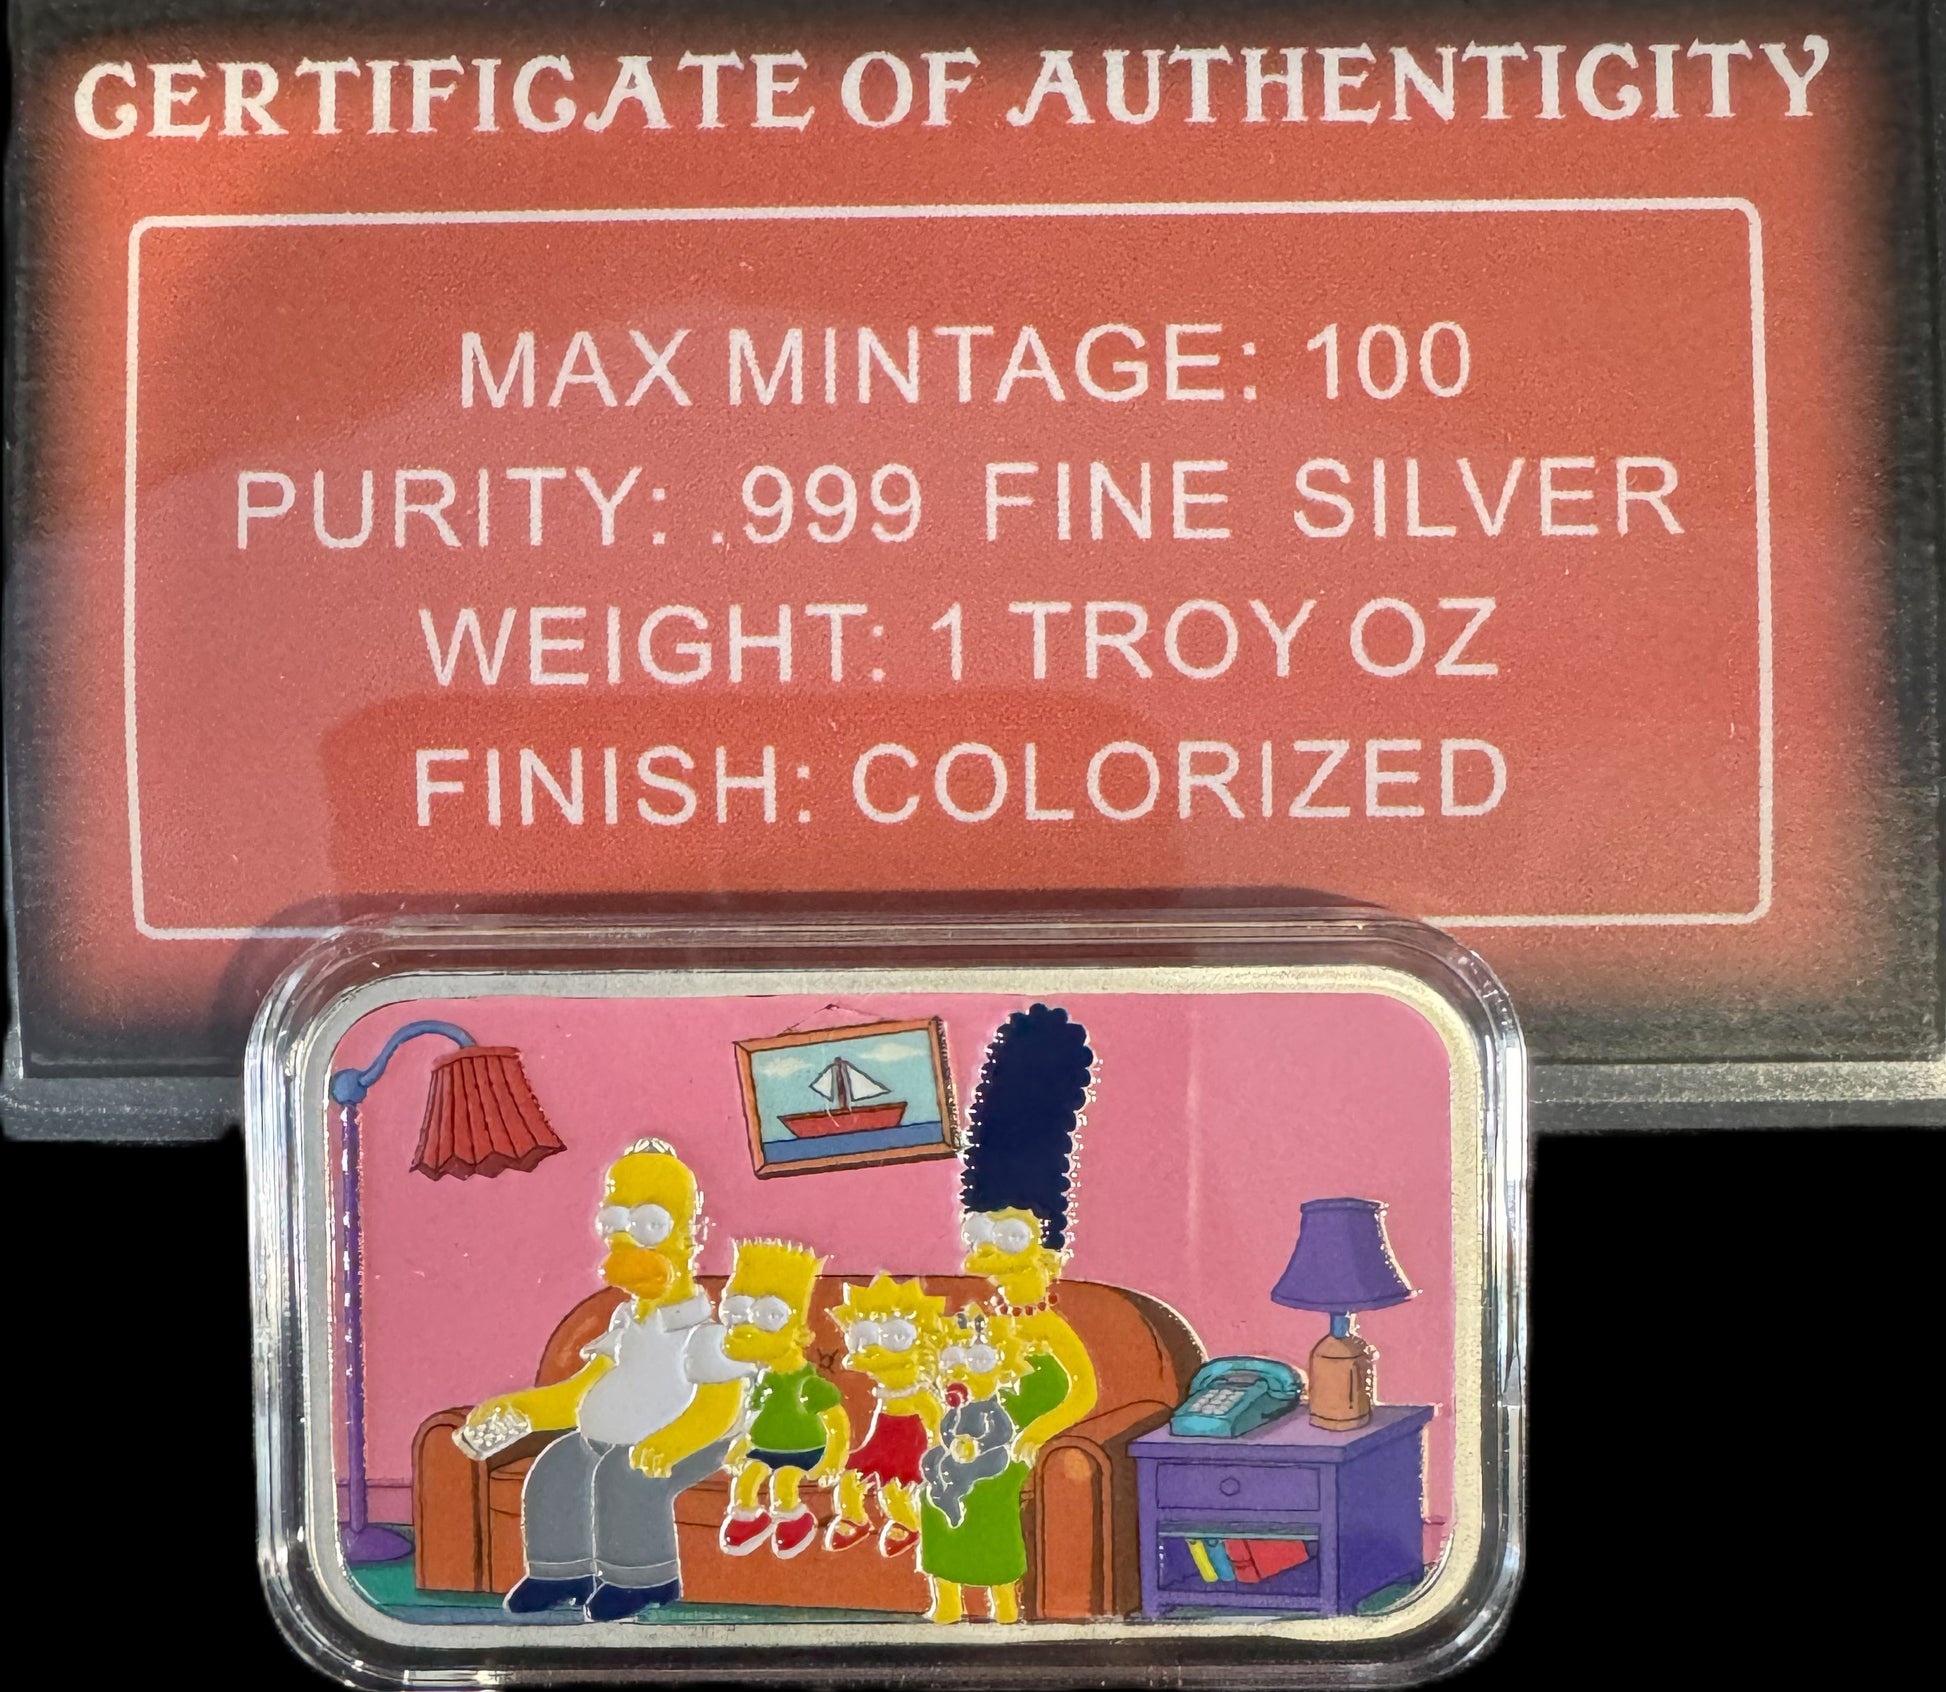 CERTIFICATE OF AUTHENTICITY
MAX MINTAGE: 100
PURITY: .999 FINE SILVER
WEIGHT: 1 TROY OZ
FINISH: COLORIZED